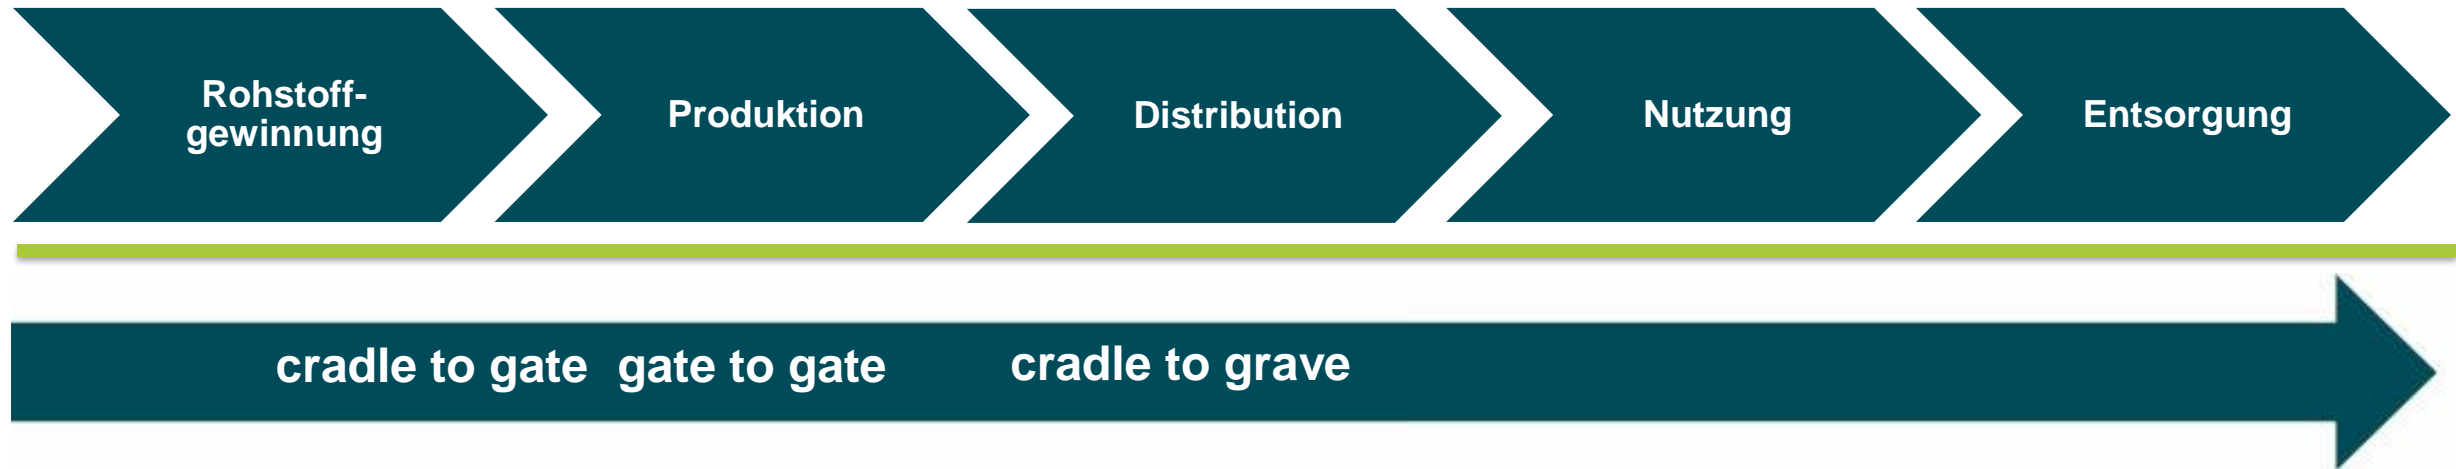 Rohstoff-
gewinnung
Produktion
Distribution
Nutzung
Entsorgung
cradle to gate
gate to gate
cradle to grave